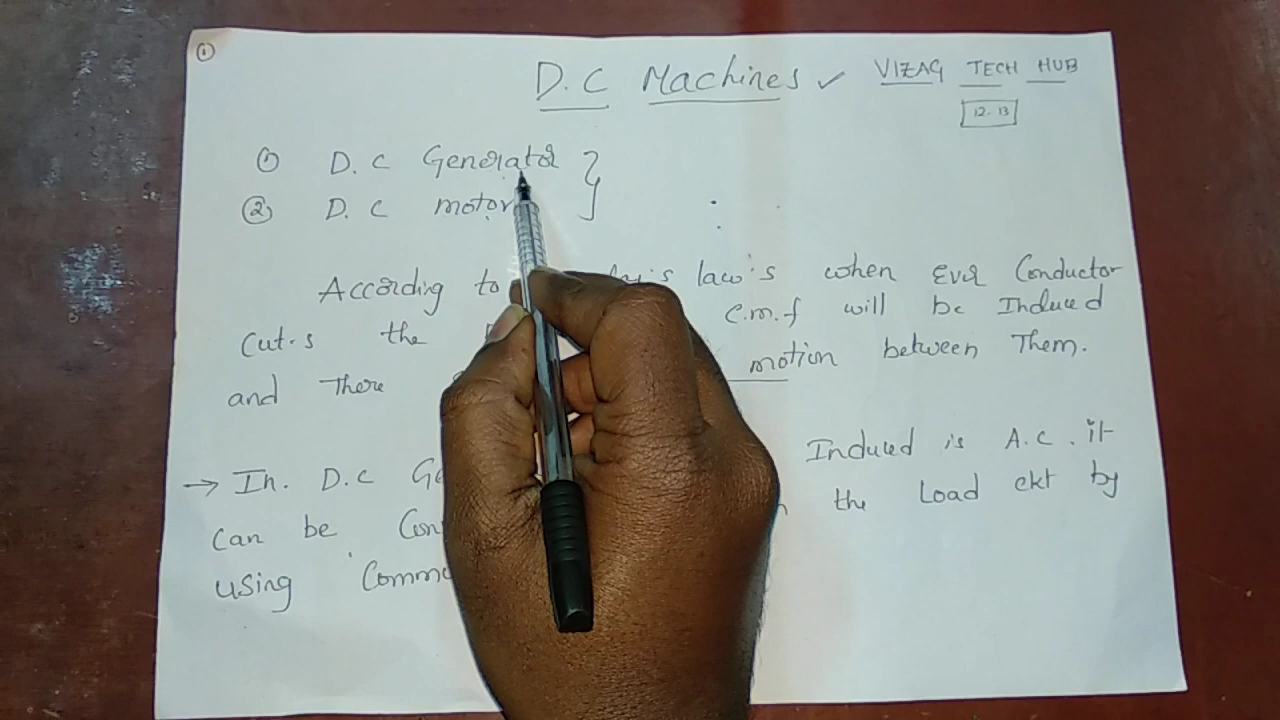 ①
D.C Machines ✓ VIZAG TECH HUB
12.13
① D.C Generator
② D.C motor
According to law's when Ever Conductor
Cut.s the e.m.f will be Induced
and There motion between Them.
→ In. D.C Induced is A.C. it
can be the Load ckt by
using